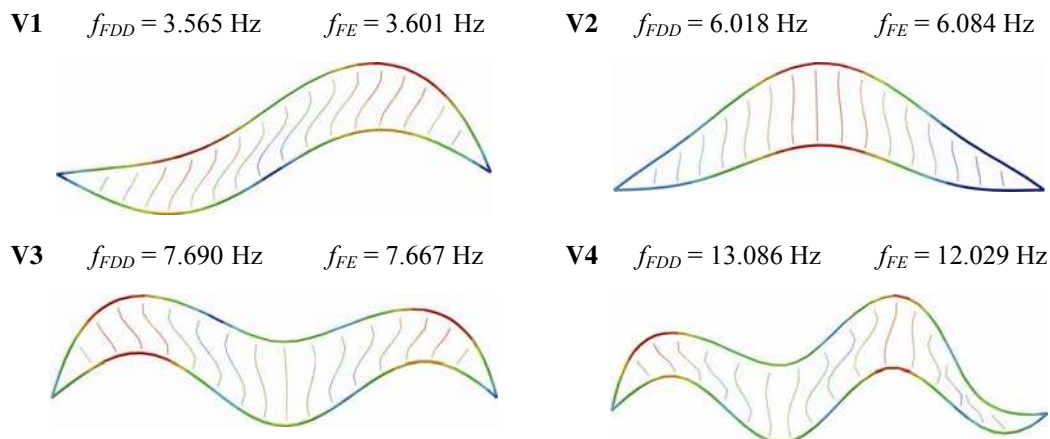 V1 f_FDD = 3.565 Hz f_FE = 3.601 Hz
V2 f_FDD = 6.018 Hz f_FE = 6.084 Hz
V3 f_FDD = 7.690 Hz f_FE = 7.667 Hz
V4 f_FDD = 13.086 Hz f_FE = 12.029 Hz